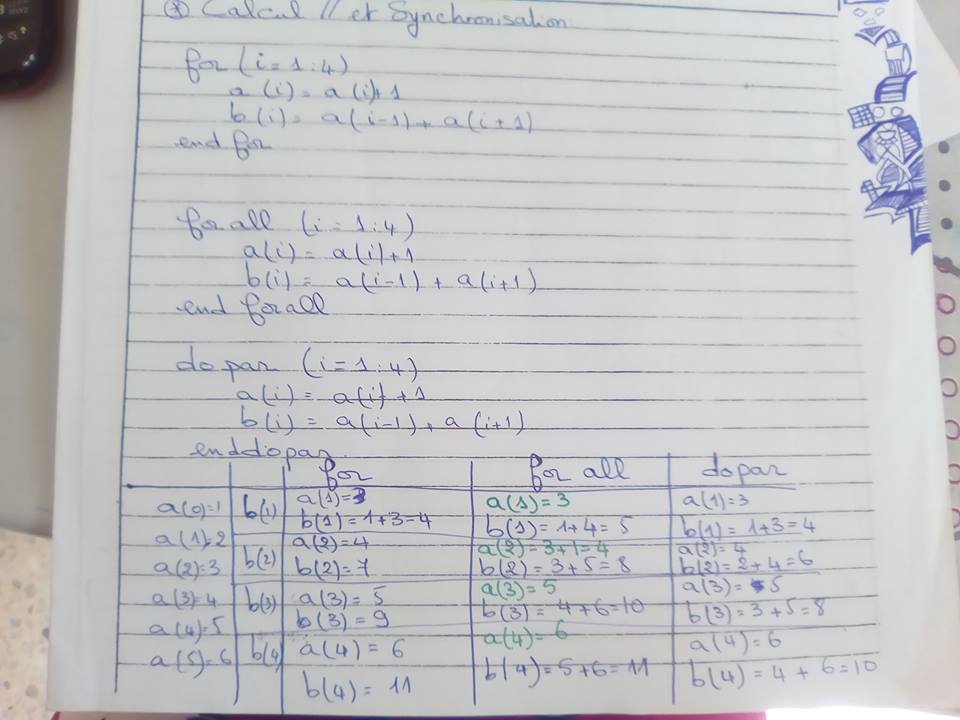 ⊛ Calcul // et Synchronisation
for (i = 1 : 4)
a (i) = a(i)+1
b(i) = a(i-1) + a(i+1)
end for
for all (i = 1:4)
a(i) = a(i)+1
b(i) = a(i-1) + a(i+1)
end forall
do par (i = 1:4)
a(i) = a(i) + 1
b(i) = a(i-1) + a (i+1)
enddopar
for for all dopar
a(0)=1 b(1) a(1)=3 a(1)=3 a(1)=3
b(1)=1+3=4 b(1)=1+4=5 b(1)=1+3=4
a(1)=2 b(2) a(2)=4 a(2)=3+1=4 a(2)=4
a(2)=3 b(2)=7 b(2)=3+5=8 b(2)=2+4=6
a(3)=4 b(3) a(3)=5 a(3)=5 a(3)=5
b(3)=9 b(3)=4+6=10 b(3)=3+5=8
a(4)=5 a(4)=6 a(4)=6 a(4)=6
a(5)=6 b(4) b(4)=11 b(4)=5+6=11 b(4)=4+6=10